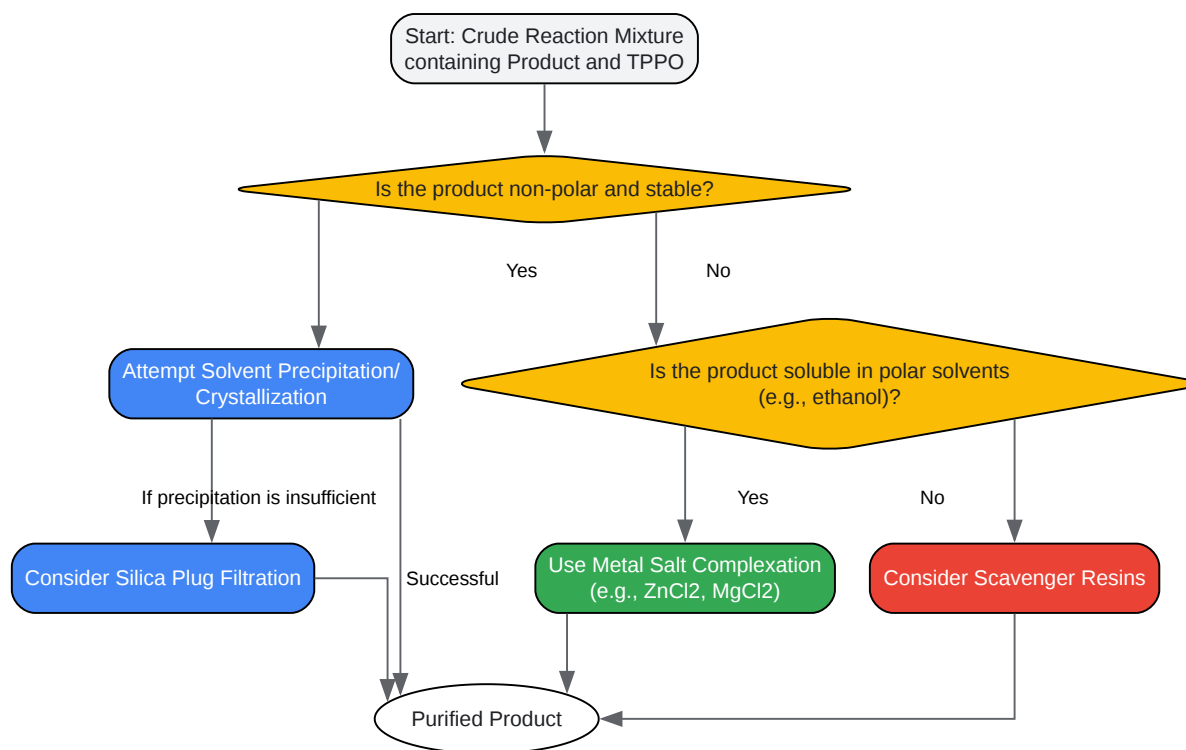 Start: Crude Reaction Mixture
containing Product and TPPO
Is the product non-polar and stable?
Yes
No
Attempt Solvent Precipitation/
Crystallization
Is the product soluble in polar solvents
(e.g., ethanol)?
If precipitation is insufficient
Yes
No
Consider Silica Plug Filtration
Successful
Use Metal Salt Complexation
(e.g., ZnCl2, MgCl2)
Consider Scavenger Resins
Purified Product